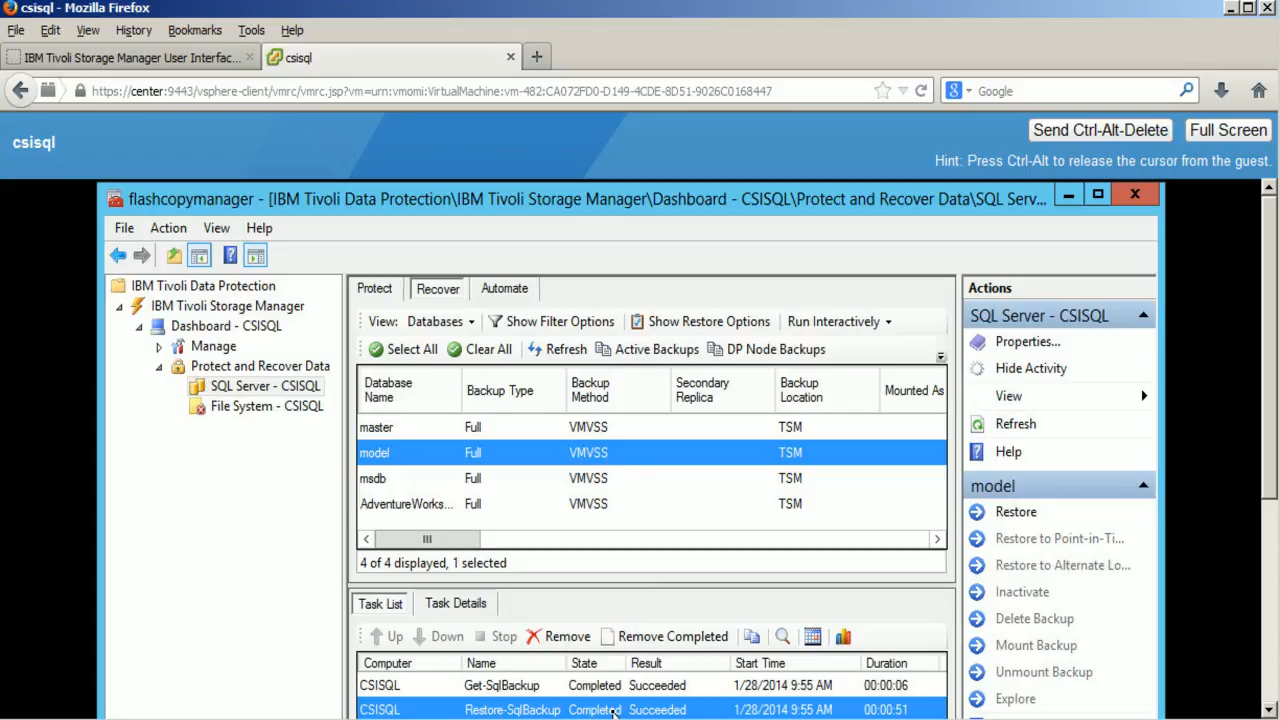 csisql - Mozilla Firefox
File Edit View History Bookmarks Tools Help
IBM Tivoli Storage Manager User Interfac... csisql
https://center:9443/vsphere-client/vmrc/vmrc.jsp?vm=urn:vmomi:VirtualMachine:vm-482:CA072FD0-D149-4CDE-8D51-9026C0168447 Google
csisql Send Ctrl-Alt-Delete Full Screen
Hint: Press Ctrl-Alt to release the cursor from the guest.
flashcopymanager - [IBM Tivoli Data Protection\IBM Tivoli Storage Manager\Dashboard - CSISQL\Protect and Recover Data\SQL Serv...
File Action View Help
IBM Tivoli Data Protection
IBM Tivoli Storage Manager
Dashboard - CSISQL
Manage
Protect and Recover Data
SQL Server - CSISQL
File System - CSISQL
Protect Recover Automate
View: Databases Show Filter Options Show Restore Options Run Interactively
Select All Clear All Refresh Active Backups DP Node Backups
Database Name Backup Type Backup Method Secondary Replica Backup Location Mounted As
master Full VMVSS TSM
model Full VMVSS TSM
msdb Full VMVSS TSM
AdventureWorks... Full VMVSS TSM
4 of 4 displayed, 1 selected
Task List Task Details
Up Down Stop Remove Remove Completed
Computer Name State Result Start Time Duration
CSISQL Get-SqlBackup Completed Succeeded 1/28/2014 9:55 AM 00:00:06
CSISQL Restore-SqlBackup Completed Succeeded 1/28/2014 9:55 AM 00:00:51
Actions
SQL Server - CSISQL
Properties...
Hide Activity
View
Refresh
Help
model
Restore
Restore to Point-in-Ti...
Restore to Alternate Lo...
Inactivate
Delete Backup
Mount Backup
Unmount Backup
Explore